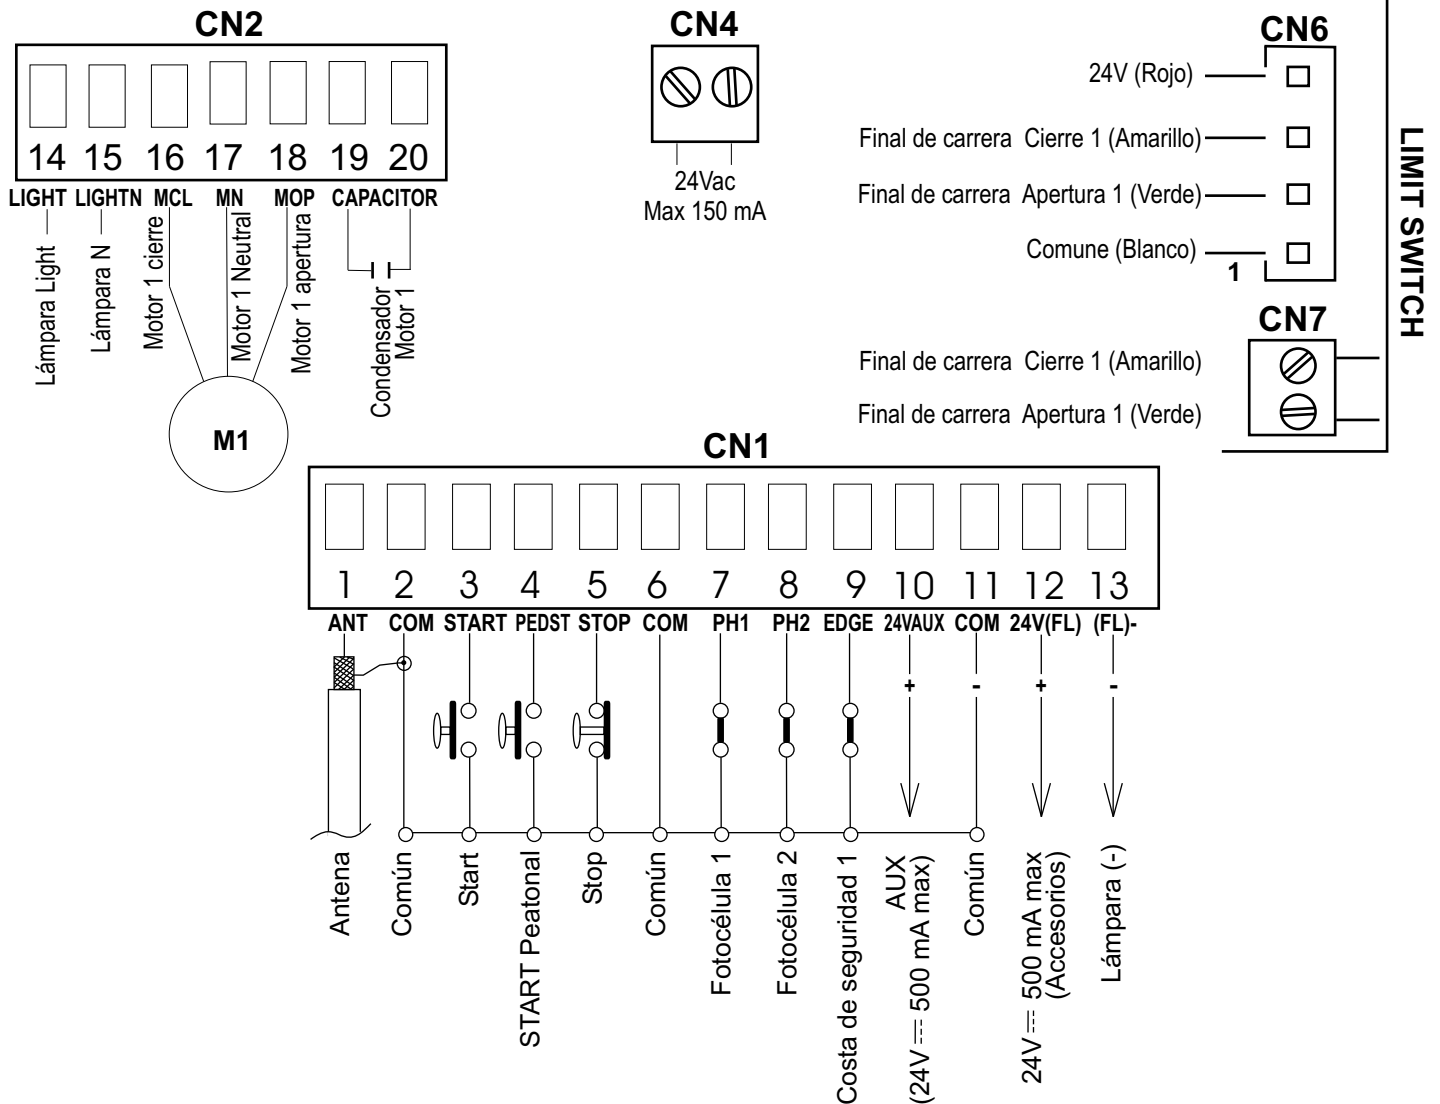 CN2
14 15 16 17 18 19 20
LIGHT LIGHTN MCL MN MOP CAPACITOR
Lámpara Light
Lámpara N
Motor 1 cierre
Motor 1 Neutral
Motor 1 apertura
Condensador
Motor 1
M1
CN4
24Vac
Max 150 mA
CN6
24V (Rojo)
Final de carrera Cierre 1 (Amarillo)
Final de carrera Apertura 1 (Verde)
Comune (Blanco)
1
CN7
Final de carrera Cierre 1 (Amarillo)
Final de carrera Apertura 1 (Verde)
LIMIT SWITCH
CN1
1 2 3 4 5 6 7 8 9 10 11 12 13
ANT COM START PEDST STOP COM PH1 PH2 EDGE 24VAUX COM 24V(FL) (FL)-
+ - + -
Antena
Común
Start
START Peatonal
Stop
Común
Fotocélula 1
Fotocélula 2
Costa de seguridad 1
AUX
(24V ⎓ 500 mA max)
Común
24V ⎓ 500 mA max
(Accesorios)
Lámpara (-)